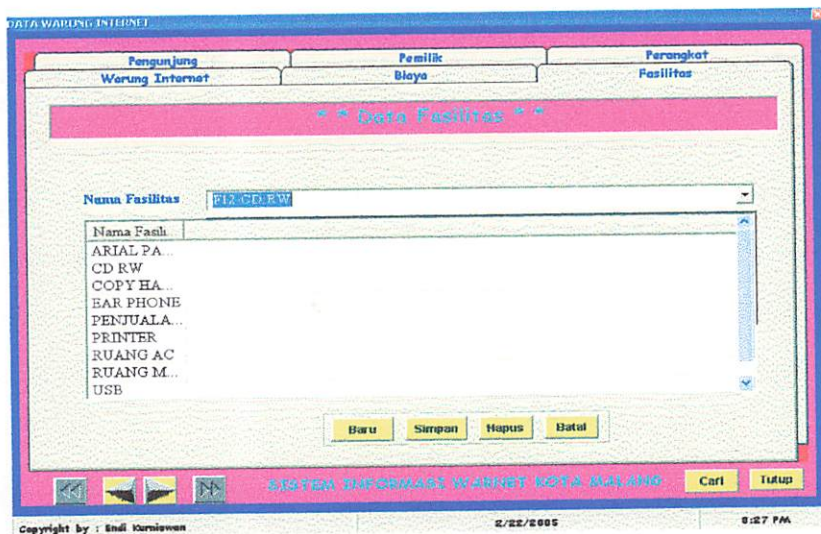 DATA WARUNG INTERNET
Pengunjung Pemilik Perangkat
Warung Internet Biaya Fasilitas
* * Data Fasilitas * *
Nama Fasilitas F12-CD RW
Nama Fasili
ARIAL PA...
CD RW
COPY HA...
EAR PHONE
PENJUALA...
PRINTER
RUANG AC
RUANG M...
USB
Baru Simpan Hapus Batal
SISTEM INFORMASI WARNET KOTA MALANG Cari Tutup
Copyright by : Endi Kurniawan 2/22/2005 8:27 PM